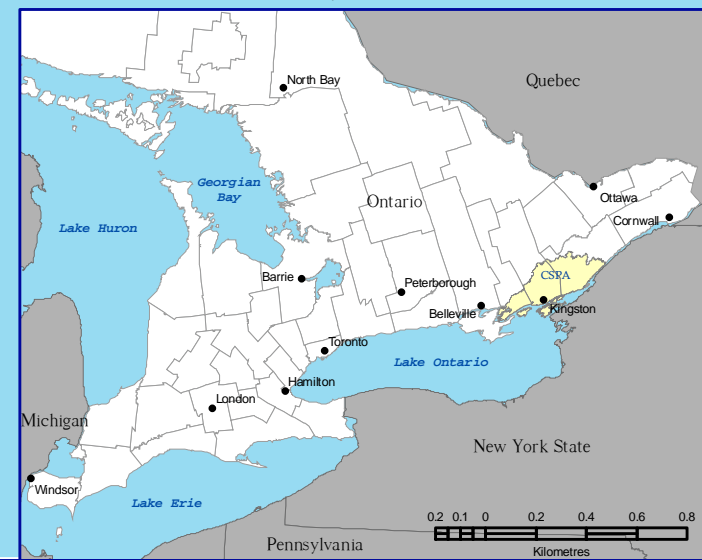 North Bay
Quebec
Georgian
Bay
Ontario
Ottawa
Lake Huron
Cornwall
Barrie
CSPA
Peterborough
Belleville
Kingston
Toronto
Lake Ontario
Hamilton
London
Michigan
New York State
Windsor
Lake Erie
0.2 0.1 0 0.2 0.4 0.6 0.8
Kilometres
Pennsylvania